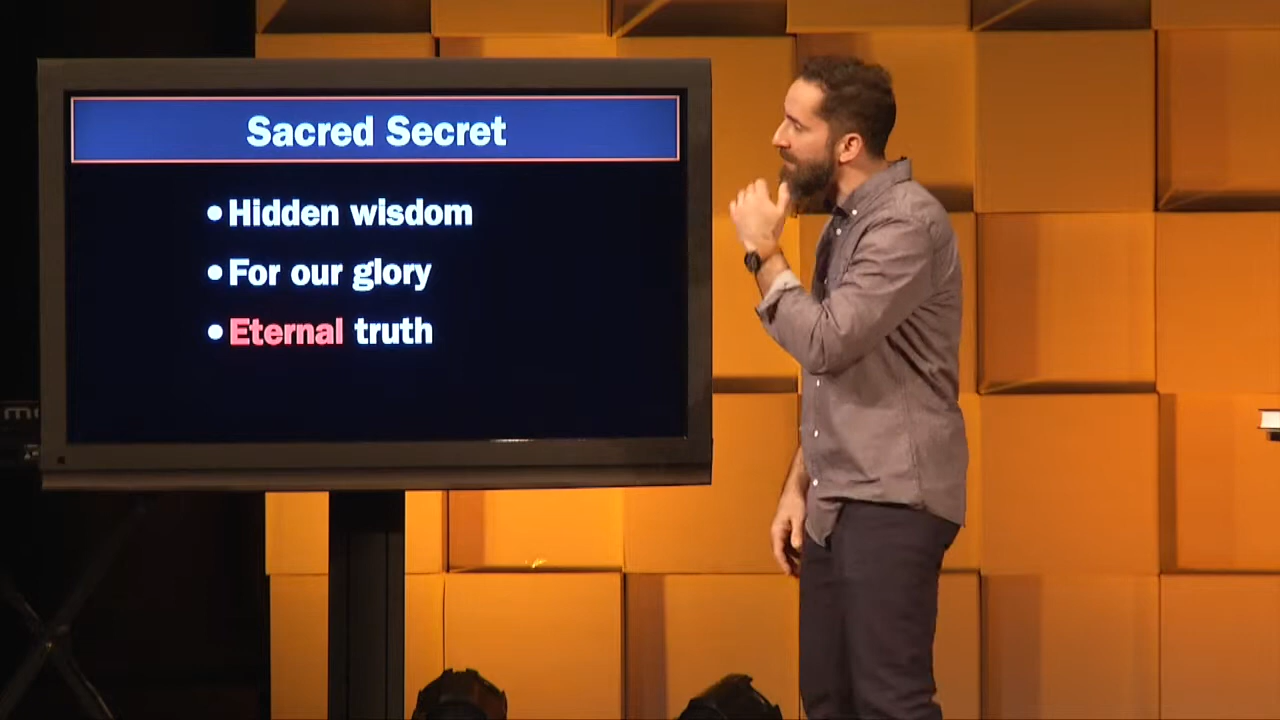 Sacred Secret
•Hidden wisdom
•For our glory
•Eternal truth